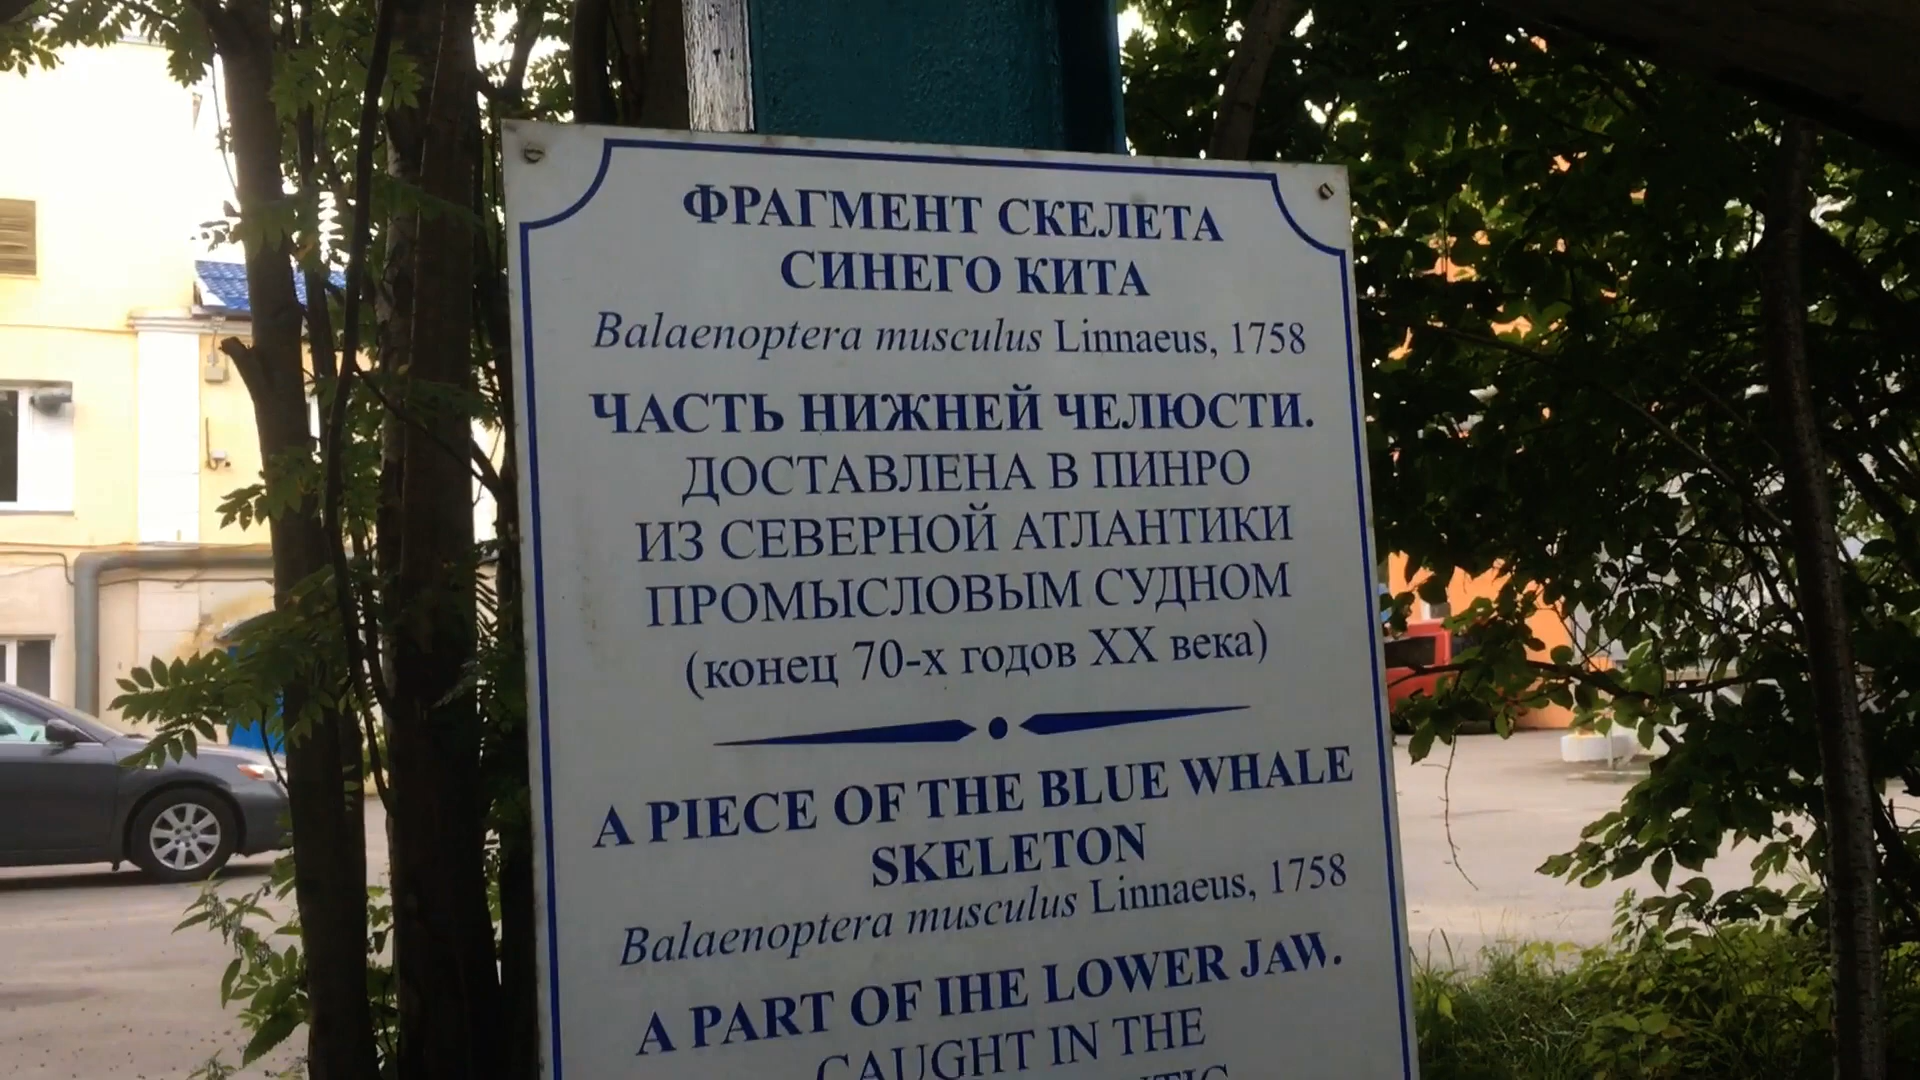 ФРАГМЕНТ СКЕЛЕТА
СИНЕГО КИТА
Balaenoptera musculus Linnaeus, 1758
ЧАСТЬ НИЖНЕЙ ЧЕЛЮСТИ.
ДОСТАВЛЕНА В ПИНРО
ИЗ СЕВЕРНОЙ АТЛАНТИКИ
ПРОМЫСЛОВЫМ СУДНОМ
(конец 70-х годов XX века)
A PIECE OF THE BLUE WHALE
SKELETON
Balaenoptera musculus Linnaeus, 1758
A PART OF IHE LOWER JAW.
CAUGHT IN THE